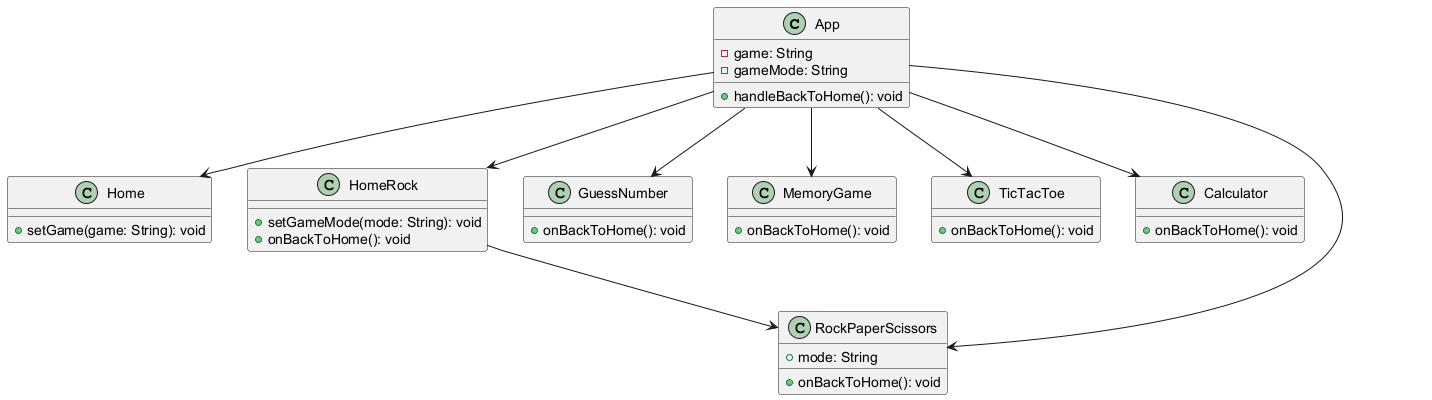 C App
game: String
gameMode: String
handleBackToHome(): void
C Home
setGame(game: String): void
C HomeRock
setGameMode(mode: String): void
onBackToHome(): void
C GuessNumber
onBackToHome(): void
C MemoryGame
onBackToHome(): void
C TicTacToe
onBackToHome(): void
C Calculator
onBackToHome(): void
C RockPaperScissors
mode: String
onBackToHome(): void